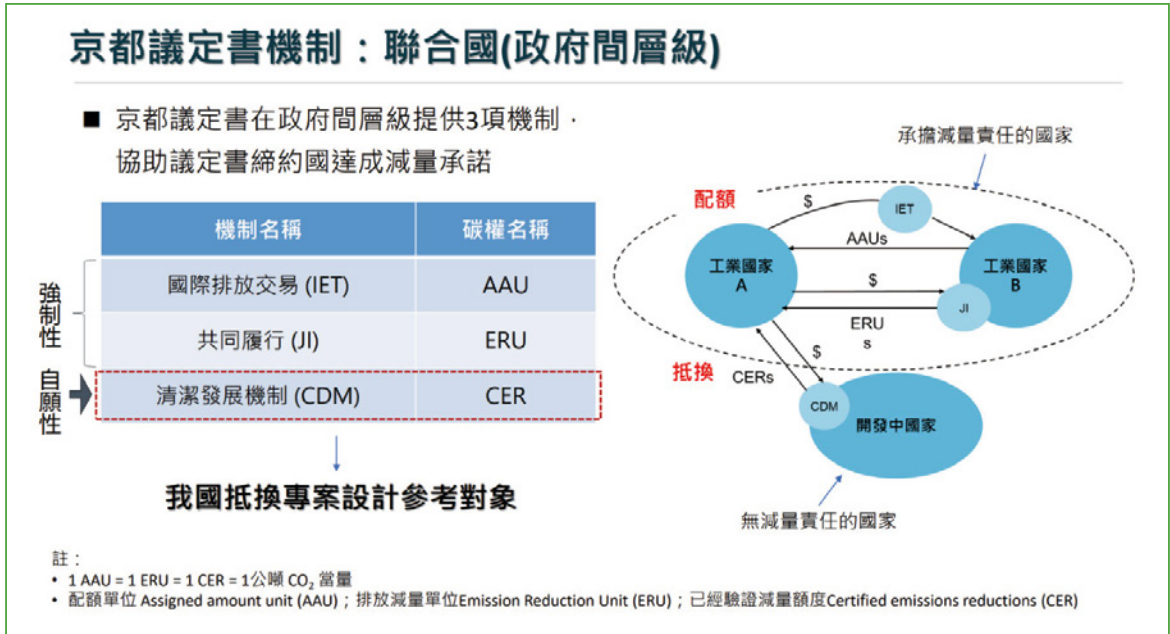 京都議定書機制：聯合國(政府間層級)
■ 京都議定書在政府間層級提供3項機制，
協助議定書締約國達成減量承諾
機制名稱 碳權名稱
國際排放交易 (IET) AAU
共同履行 (JI) ERU
清潔發展機制 (CDM) CER
強制性
自願性
我國抵換專案設計參考對象
承擔減量責任的國家
配額
$
IET
AAUs
工業國家
A
工業國家
B
$
JI
ERU
s
抵換
$
CERs
CDM
開發中國家
無減量責任的國家
註：
• 1 AAU = 1 ERU = 1 CER = 1公噸 CO₂ 當量
• 配額單位 Assigned amount unit (AAU)；排放減量單位Emission Reduction Unit (ERU)；已經驗證減量額度Certified emissions reductions (CER)